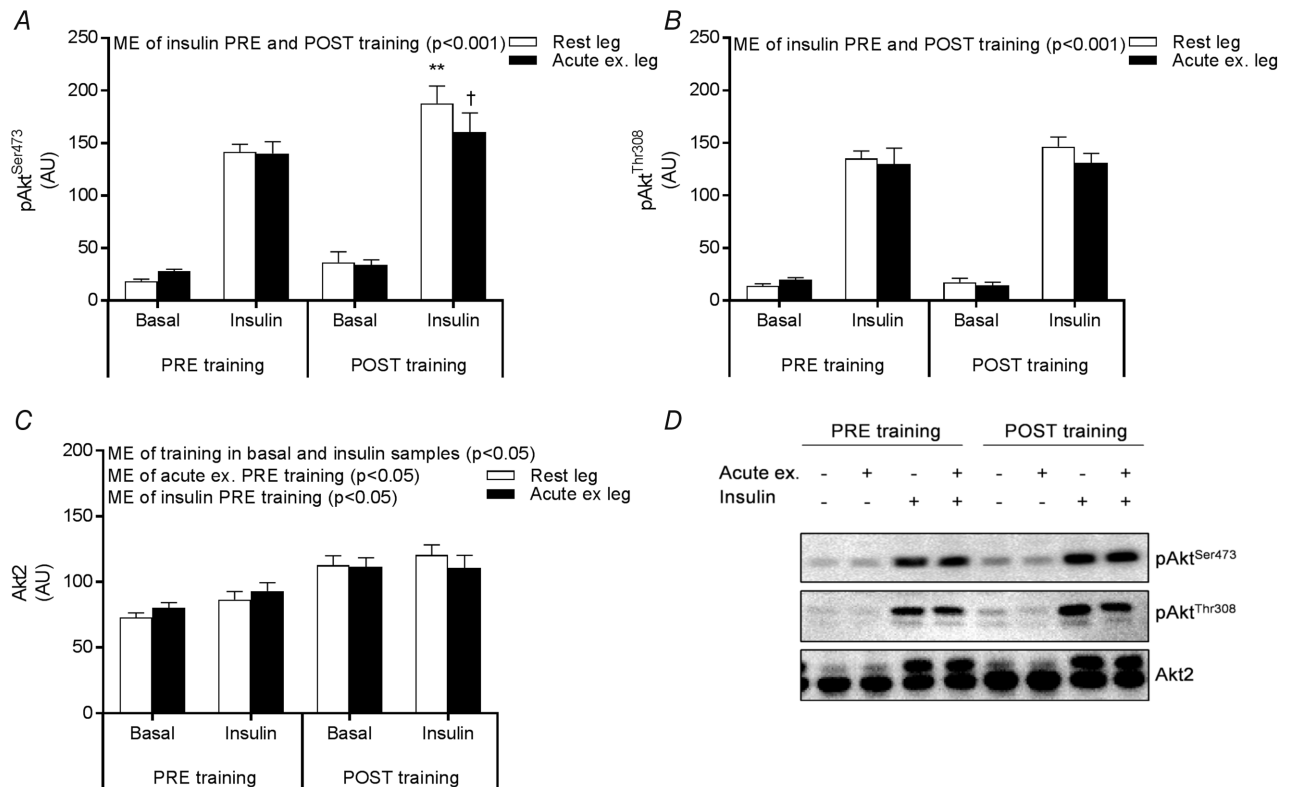 A
ME of insulin PRE and POST training (p<0.001)
Rest leg
Acute ex. leg
250
200
150
100
50
0
pAkt^Ser473
(AU)
**
†
Basal Insulin Basal Insulin
PRE training POST training
B
ME of insulin PRE and POST training (p<0.001)
Rest leg
Acute ex. leg
250
200
150
100
50
0
pAkt^Thr308
(AU)
Basal Insulin Basal Insulin
PRE training POST training
C
ME of training in basal and insulin samples (p<0.05)
ME of acute ex. PRE training (p<0.05)
ME of insulin PRE training (p<0.05)
Rest leg
Acute ex leg
200
150
100
50
0
Akt2
(AU)
Basal Insulin Basal Insulin
PRE training POST training
D
PRE training POST training
Acute ex. - + - + - + - +
Insulin - - + + - - + +
pAkt^Ser473
pAkt^Thr308
Akt2